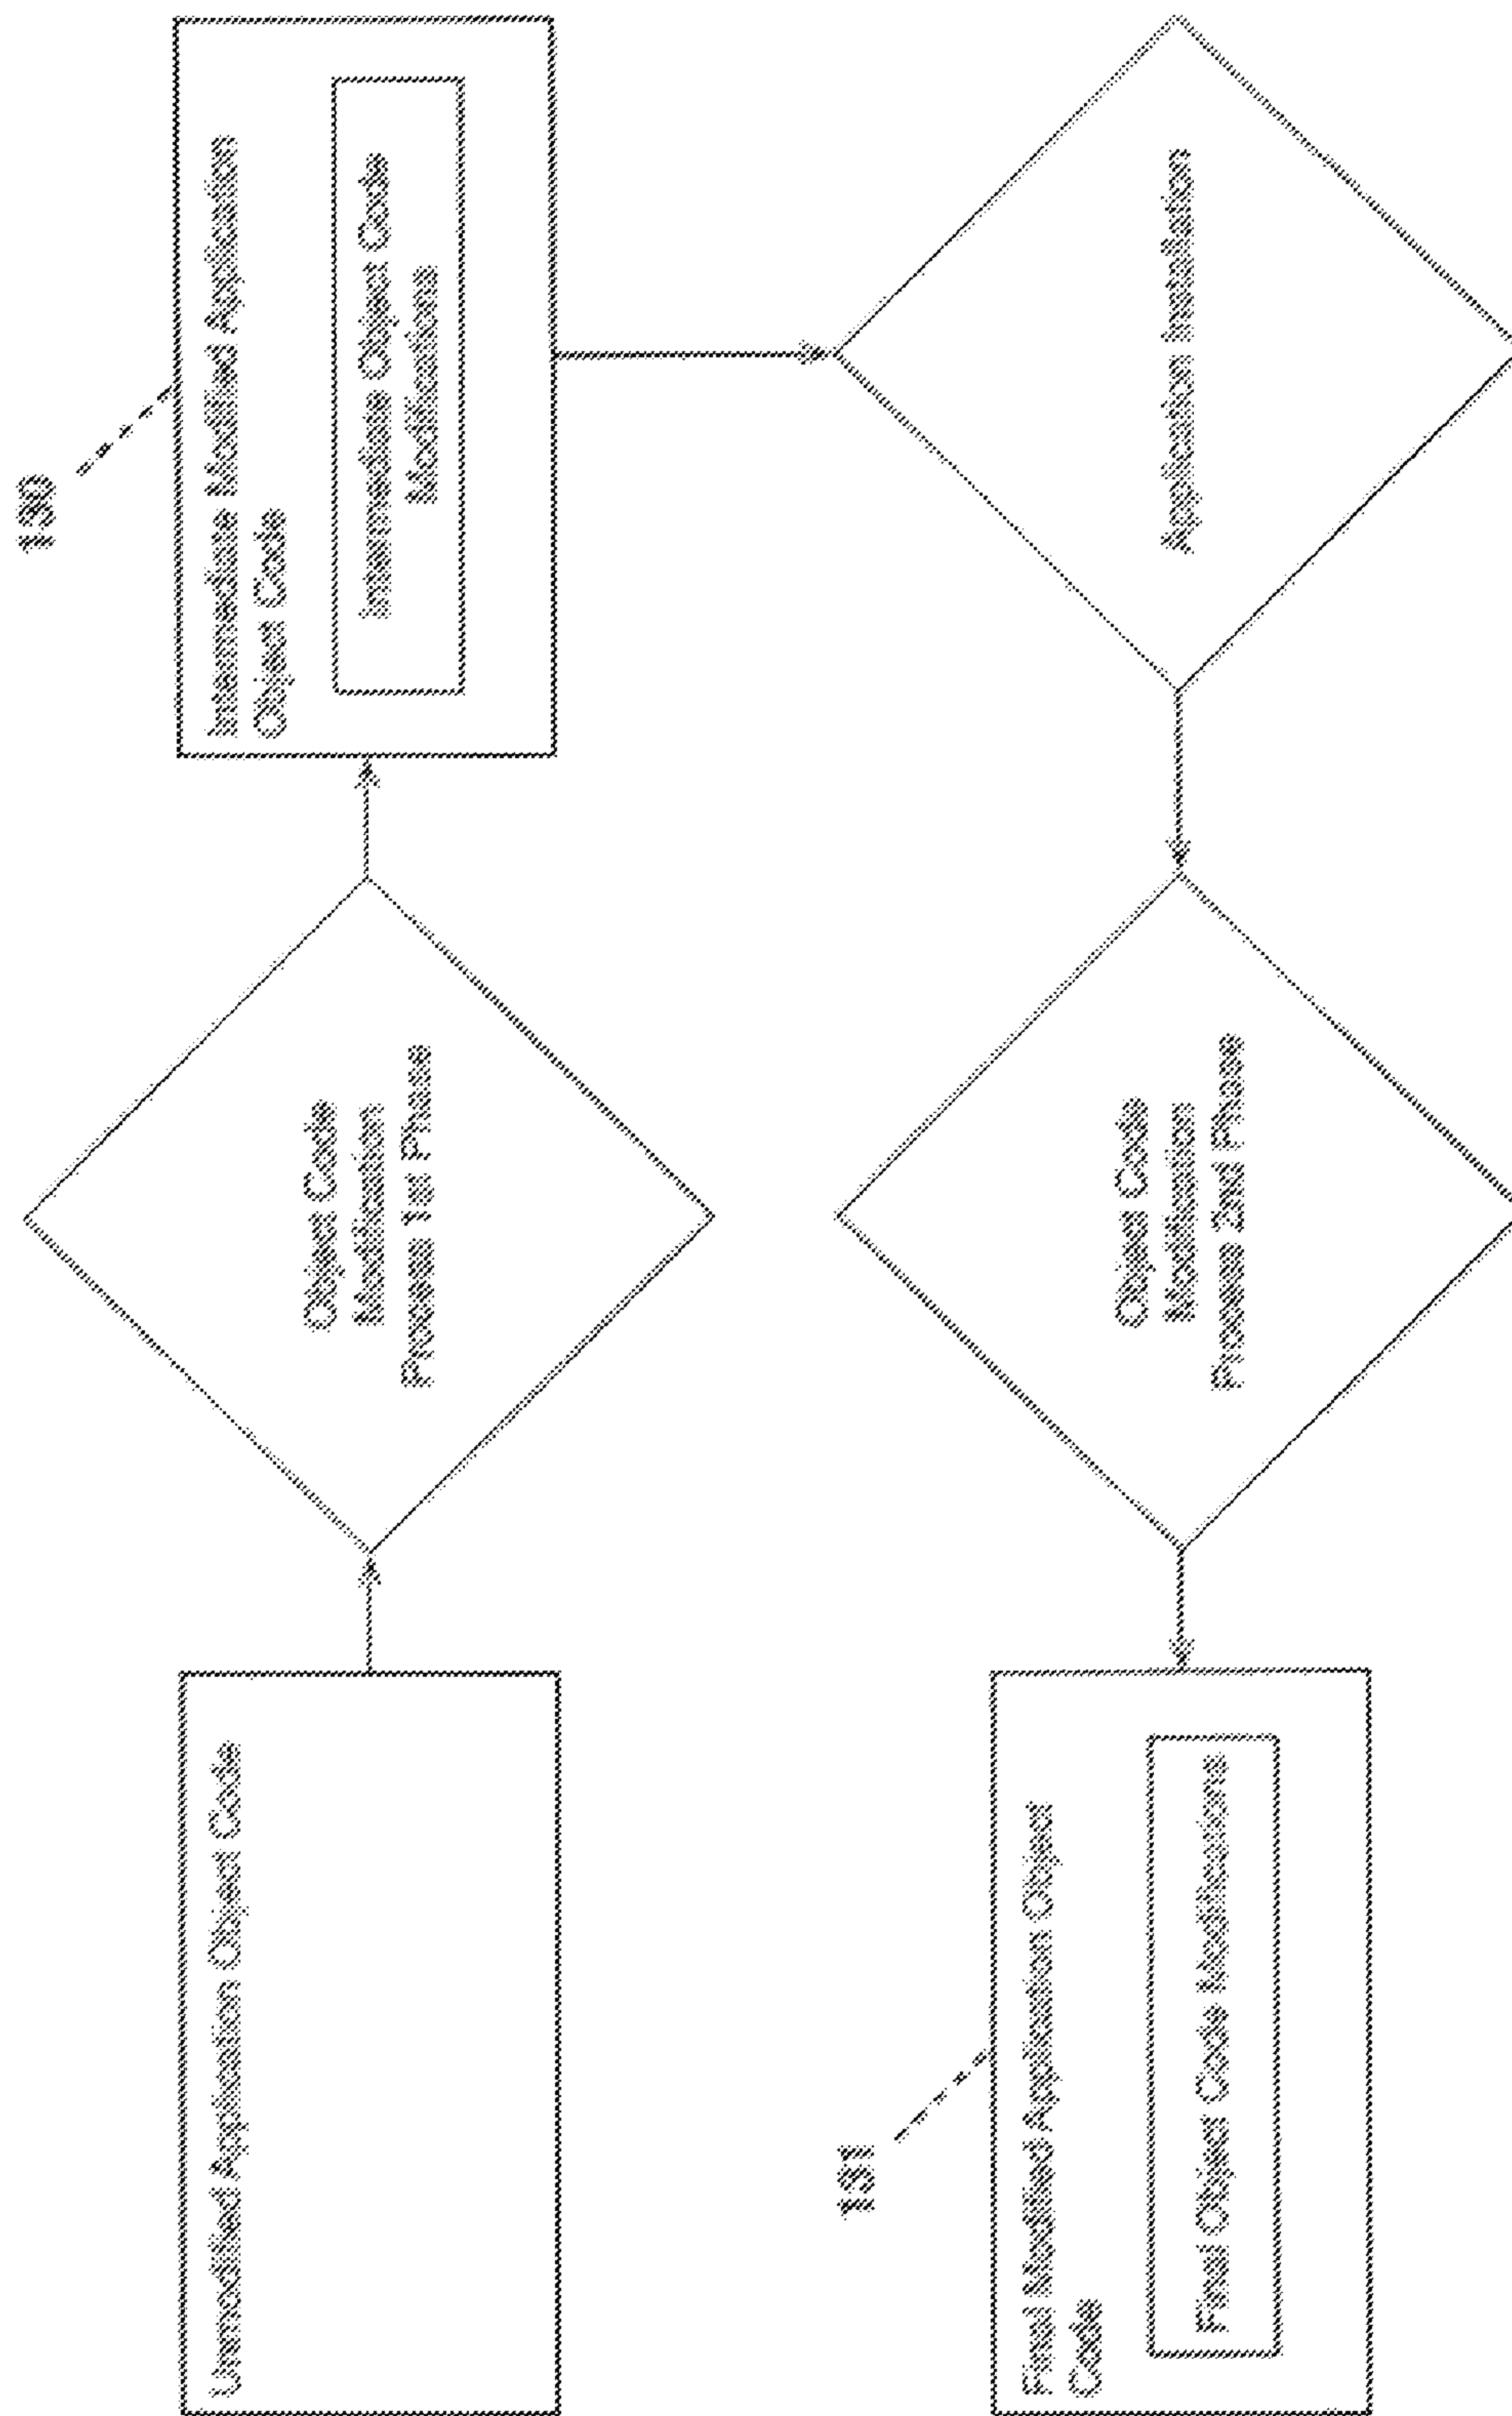 Unmodified Application Object Code
Object Code
Modification
Process 1st Phase
130
Intermediate Modified Application
Object Code
Intermediate Object Code
Modifications
Application Installation
Object Code
Modification
Process 2nd Phase
131
Final Modified Application Object
Code
Final Object Code Modifications